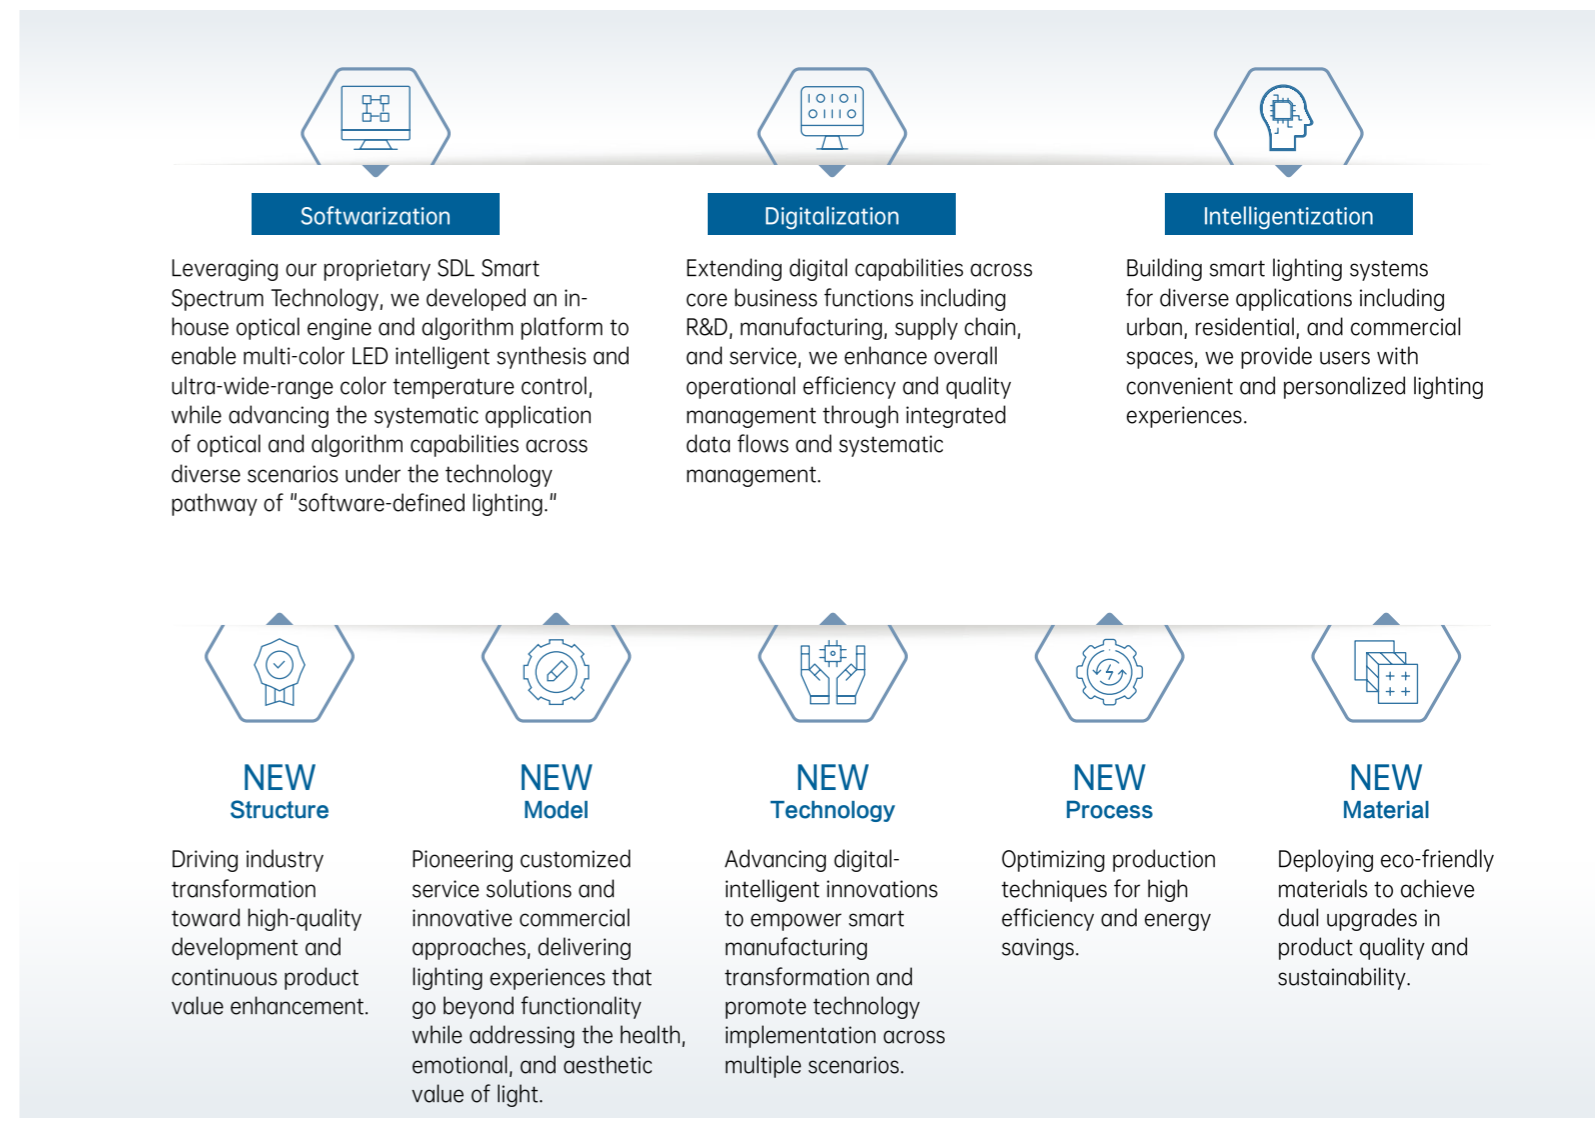 IOIOI
OIIIO
Softwarization
Leveraging our proprietary SDL Smart
Spectrum Technology, we developed an in-
house optical engine and algorithm platform to
enable multi-color LED intelligent synthesis and
ultra-wide-range color temperature control,
while advancing the systematic application
of optical and algorithm capabilities across
diverse scenarios under the technology
pathway of "software-defined lighting."
Digitalization
Extending digital capabilities across
core business functions including
R&D, manufacturing, supply chain,
and service, we enhance overall
operational efficiency and quality
management through integrated
data flows and systematic
management.
Intelligentization
Building smart lighting systems
for diverse applications including
urban, residential, and commercial
spaces, we provide users with
convenient and personalized lighting
experiences.
NEW
Structure
Driving industry
transformation
toward high-quality
development and
continuous product
value enhancement.
NEW
Model
Pioneering customized
service solutions and
innovative commercial
approaches, delivering
lighting experiences that
go beyond functionality
while addressing the health,
emotional, and aesthetic
value of light.
NEW
Technology
Advancing digital-
intelligent innovations
to empower smart
manufacturing
transformation and
promote technology
implementation across
multiple scenarios.
NEW
Process
Optimizing production
techniques for high
efficiency and energy
savings.
NEW
Material
Deploying eco-friendly
materials to achieve
dual upgrades in
product quality and
sustainability.